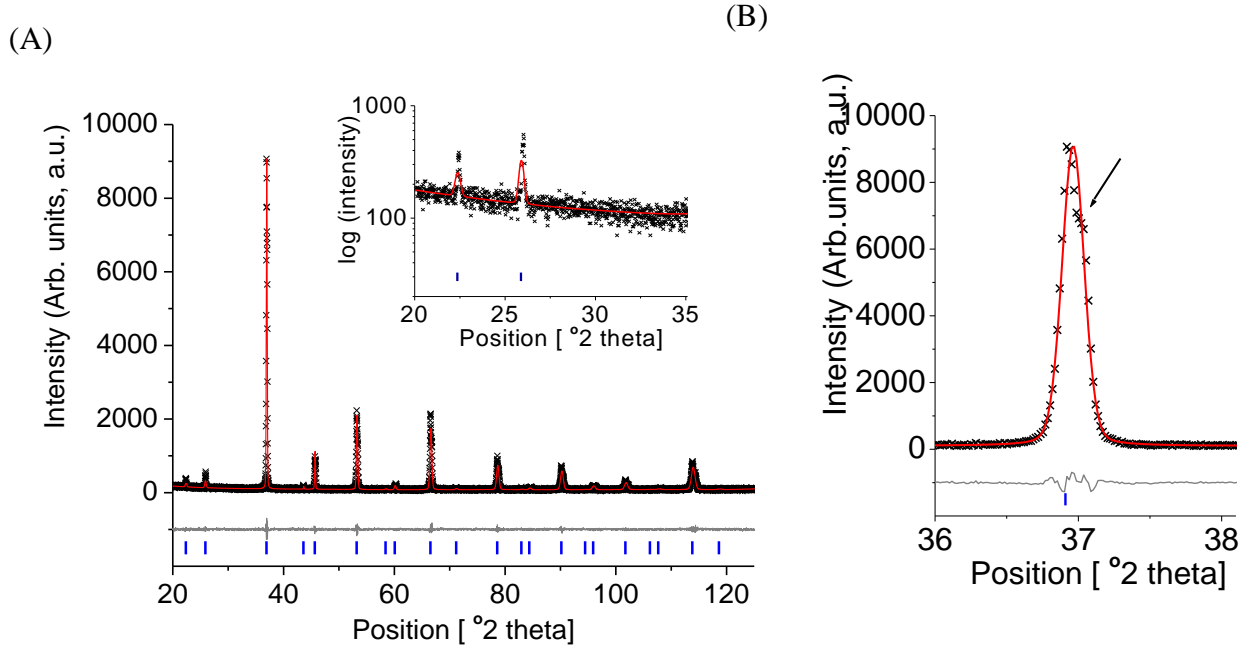 (A)
Intensity (Arb. units, a.u.)
10000
8000
6000
4000
2000
0
20 40 60 80 100 120
Position [ °2 theta]
log (intensity)
1000
100
20 25 30 35
Position [ °2 theta]
(B)
Intensity (Arb.units, a.u.)
10000
8000
6000
4000
2000
0
36 37 38
Position [ °2 theta]